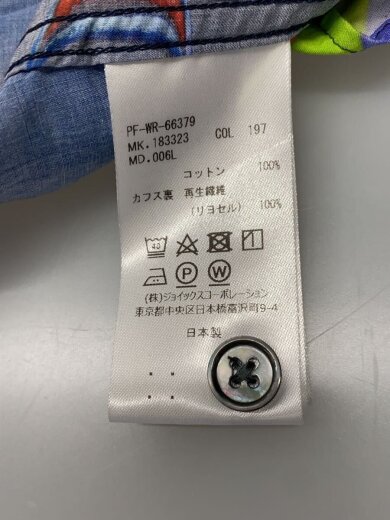 PF-WR-66379
MK.183323 COL 197
MD.006L
コットン 100%
カフス裏 再生繊維
(リヨセル) 100%
40
P W
(株)ジョイックスコーポレーション
東京都中央区日本橋富沢町9-4
日本製